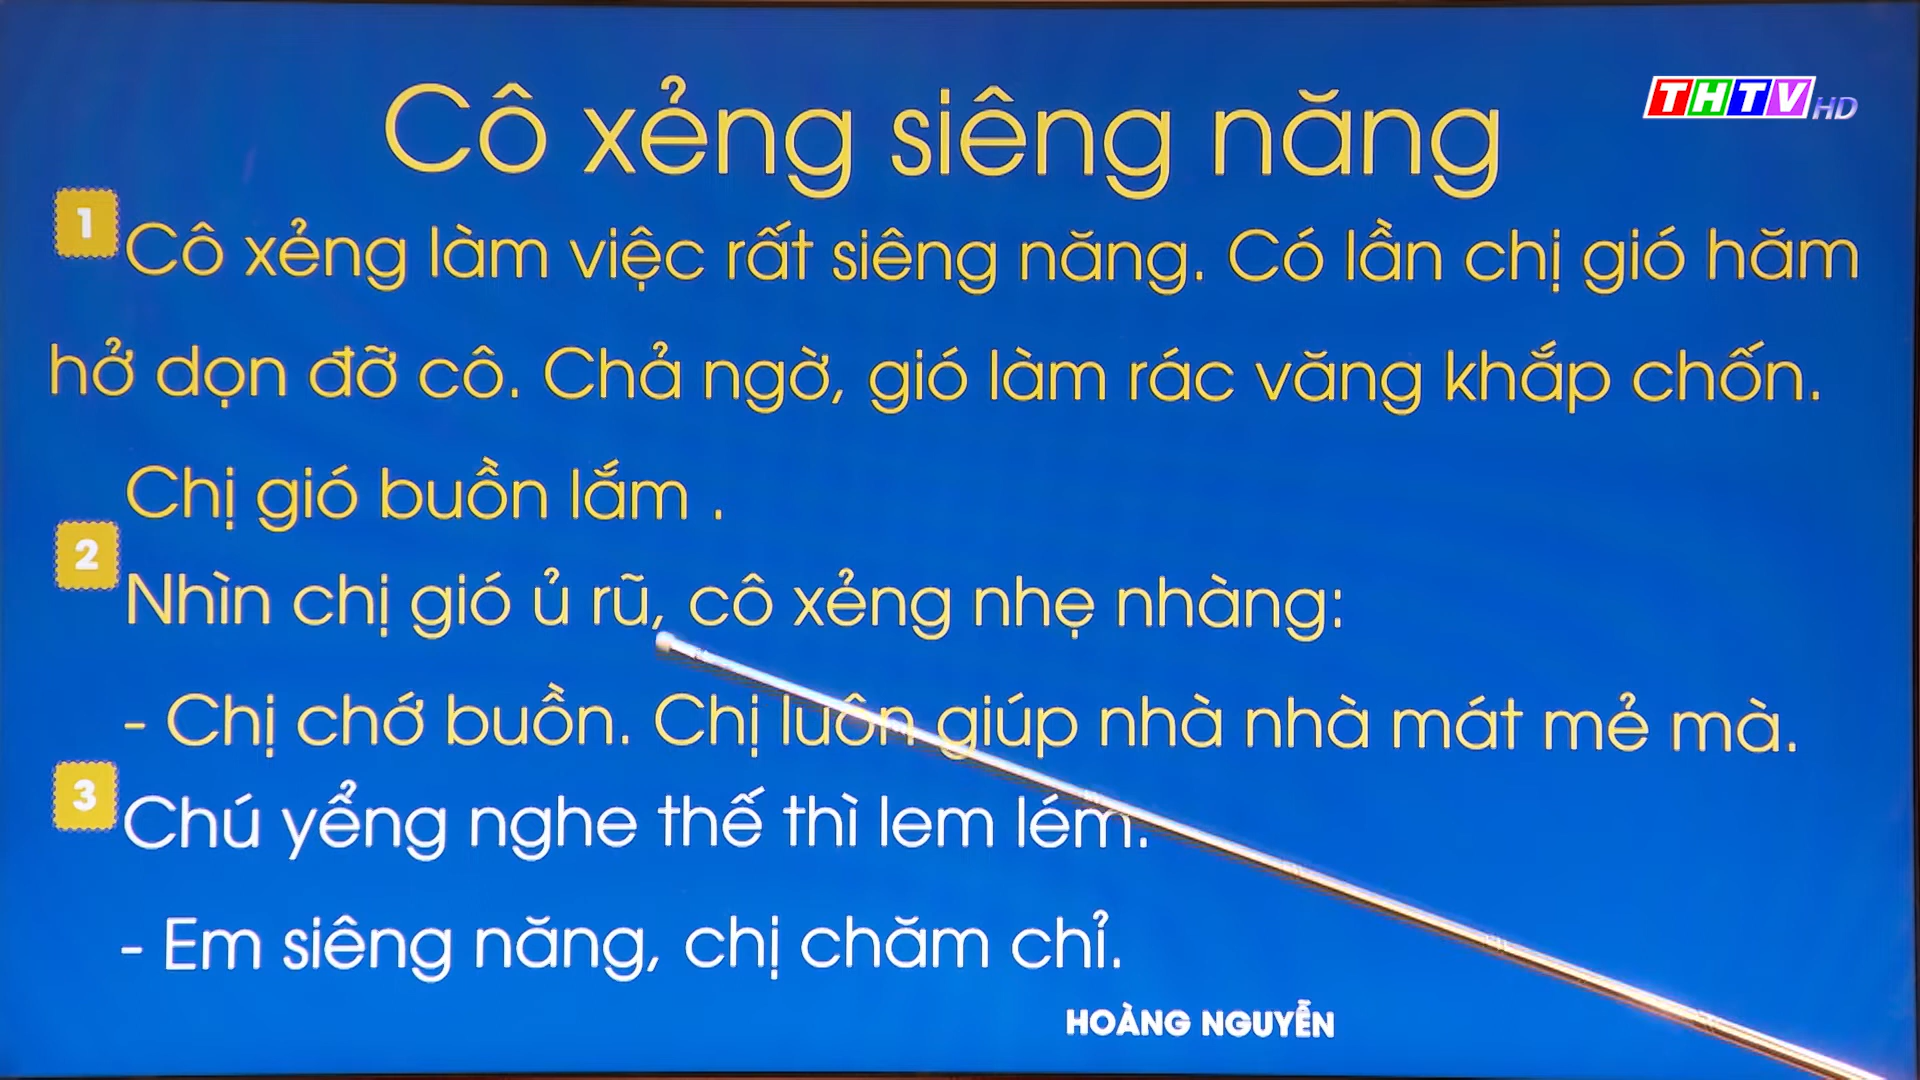 Cô xẻng siêng năng
THTV HD
1
Cô xẻng làm việc rất siêng năng. Có lần chị gió hăm
hở dọn đỡ cô. Chả ngờ, gió làm rác văng khắp chốn.
Chị gió buồn lắm .
2
Nhìn chị gió ủ rũ, cô xẻng nhẹ nhàng:
- Chị chớ buồn. Chị luôn giúp nhà nhà mát mẻ mà.
3
Chú yểng nghe thế thì lem lém:
- Em siêng năng, chị chăm chỉ.
HOÀNG NGUYỄN